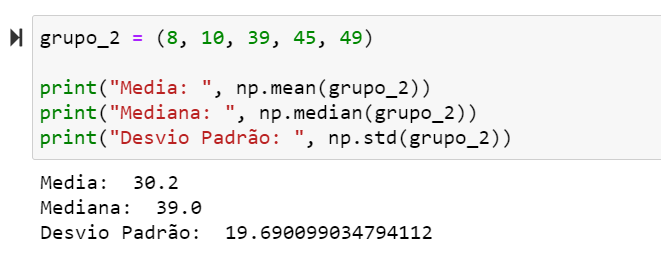 grupo_2 = (8, 10, 39, 45, 49)
print("Media: ", np.mean(grupo_2))
print("Mediana: ", np.median(grupo_2))
print("Desvio Padrão: ", np.std(grupo_2))
Media:  30.2
Mediana:  39.0
Desvio Padrão:  19.690099034794112